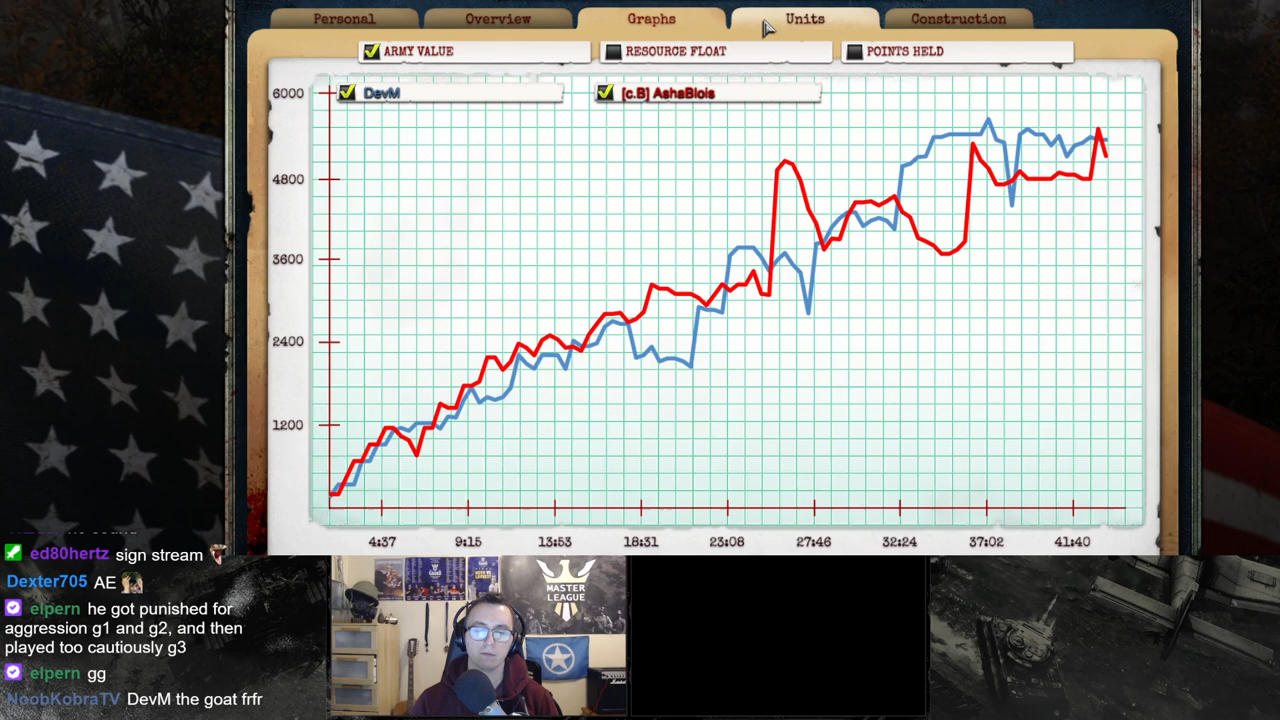 Personal
Overview
Graphs
Units
Construction
ARMY VALUE
RESOURCE FLOAT
POINTS HELD
DevM
[c.B] AshaBlois
6000
4800
3600
2400
1200
4:37
9:15
13:53
18:31
23:08
27:46
32:24
37:02
41:40
ed80hertz sign stream
Dexter705 AE
elpern he got punished for
aggression g1 and g2, and then
played too cautiously g3
elpern gg
NoobKobraTV DevM the goat frfr
MASTER
LEAGUE